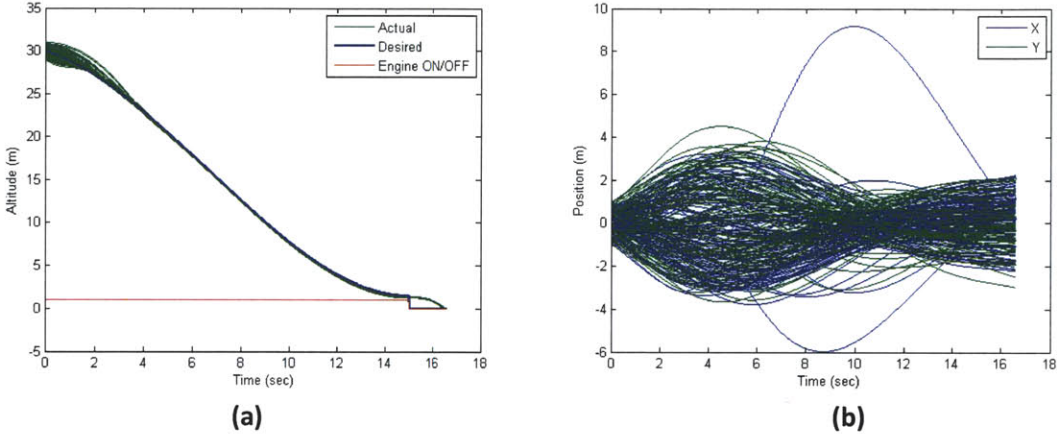 35
30
25
20
15
10
5
0
-5
Altitude (m)
0 2 4 6 8 10 12 14 16 18
Time (sec)
Actual
Desired
Engine ON/OFF
(a)
10
8
6
4
2
0
-2
-4
-6
Position (m)
0 2 4 6 8 10 12 14 16 18
Time (sec)
X
Y
(b)